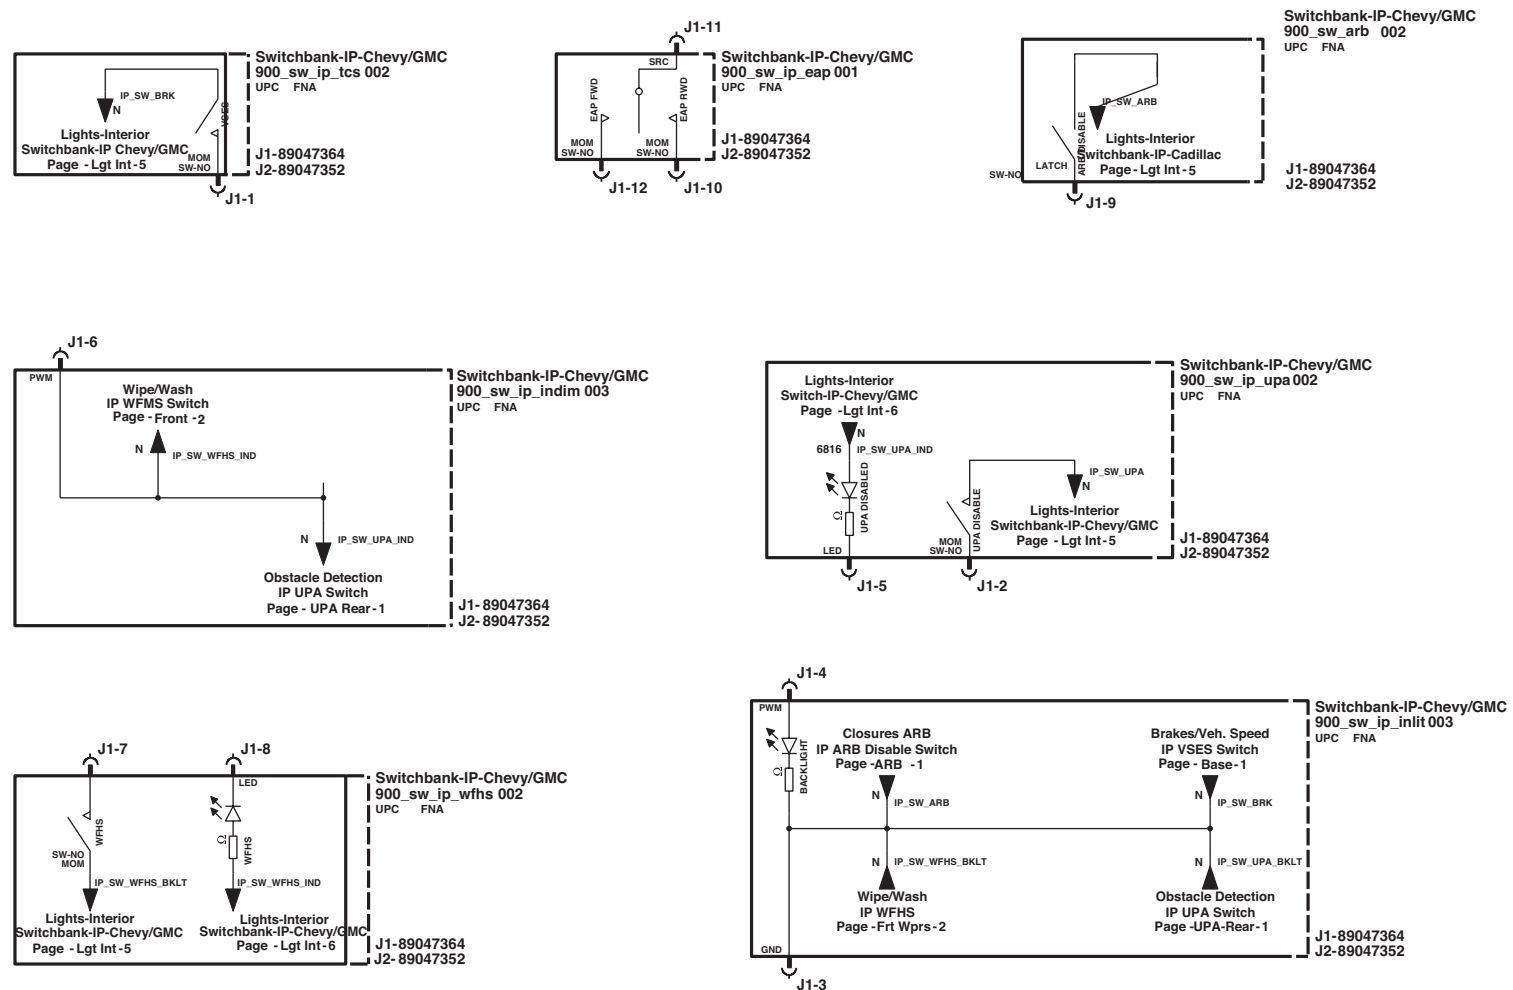 Switchbank-IP-Chevy/GMC
900_sw_ip_tcs 002
UPC FNA
IP_SW_BRK
N
VSES
Lights-Interior
Switchbank-IP Chevy/GMC
Page - Lgt Int-5
MOM
SW-NO
J1-89047364
J2-89047352
J1-1
J1-11
Switchbank-IP-Chevy/GMC
900_sw_ip_eap 001
UPC FNA
SRC
EAP FWD
EAP RWD
MOM
SW-NO
MOM
SW-NO
J1-89047364
J2-89047352
J1-12
J1-10
Switchbank-IP-Chevy/GMC
900_sw_arb 002
UPC FNA
IP_SW_ARB
ARB DISABLE
Lights-Interior
Switchbank-IP-Cadillac
Page - Lgt Int-5
LATCH
SW-NO
J1-89047364
J2-89047352
J1-9
J1-6
PWM
Switchbank-IP-Chevy/GMC
900_sw_ip_indim 003
UPC FNA
Wipe/Wash
IP WFMS Switch
Page - Front -2
N
IP_SW_WFHS_IND
N
IP_SW_UPA_IND
Obstacle Detection
IP UPA Switch
Page - UPA Rear-1
J1- 89047364
J2- 89047352
Switchbank-IP-Chevy/GMC
900_sw_ip_upa 002
UPC FNA
Lights-Interior
Switch-IP-Chevy/GMC
Page -Lgt Int-6
N
6816
IP_SW_UPA_IND
Ω
UPA DISABLED
LED
UPA DISABLE
MOM
SW-NO
IP_SW_UPA
N
Lights-Interior
Switchbank-IP-Chevy/GMC
Page - Lgt Int-5
J1-89047364
J2-89047352
J1-5
J1-2
J1-7
J1-8
Switchbank-IP-Chevy/GMC
900_sw_ip_wfhs 002
UPC FNA
LED
WFHS
SW-NO
MOM
Ω
WFHS
IP_SW_WFHS_BKLT
IP_SW_WFHS_IND
Lights-Interior
Switchbank-IP-Chevy/GMC
Page - Lgt Int-5
Lights-Interior
Switchbank-IP-Chevy/GMC
Page - Lgt Int-6
J1-89047364
J2- 89047352
J1-4
PWM
Switchbank-IP-Chevy/GMC
900_sw_ip_inlit 003
UPC FNA
Ω
BACKLIGHT
Closures ARB
IP ARB Disable Switch
Page -ARB -1
N
IP_SW_ARB
Brakes/Veh. Speed
IP VSES Switch
Page - Base-1
N
IP_SW_BRK
N
IP_SW_WFHS_BKLT
Wipe/Wash
IP WFHS
Page -Frt Wprs-2
N
IP_SW_UPA_BKLT
Obstacle Detection
IP UPA Switch
Page -UPA-Rear-1
GND
J1-89047364
J2-89047352
J1-3